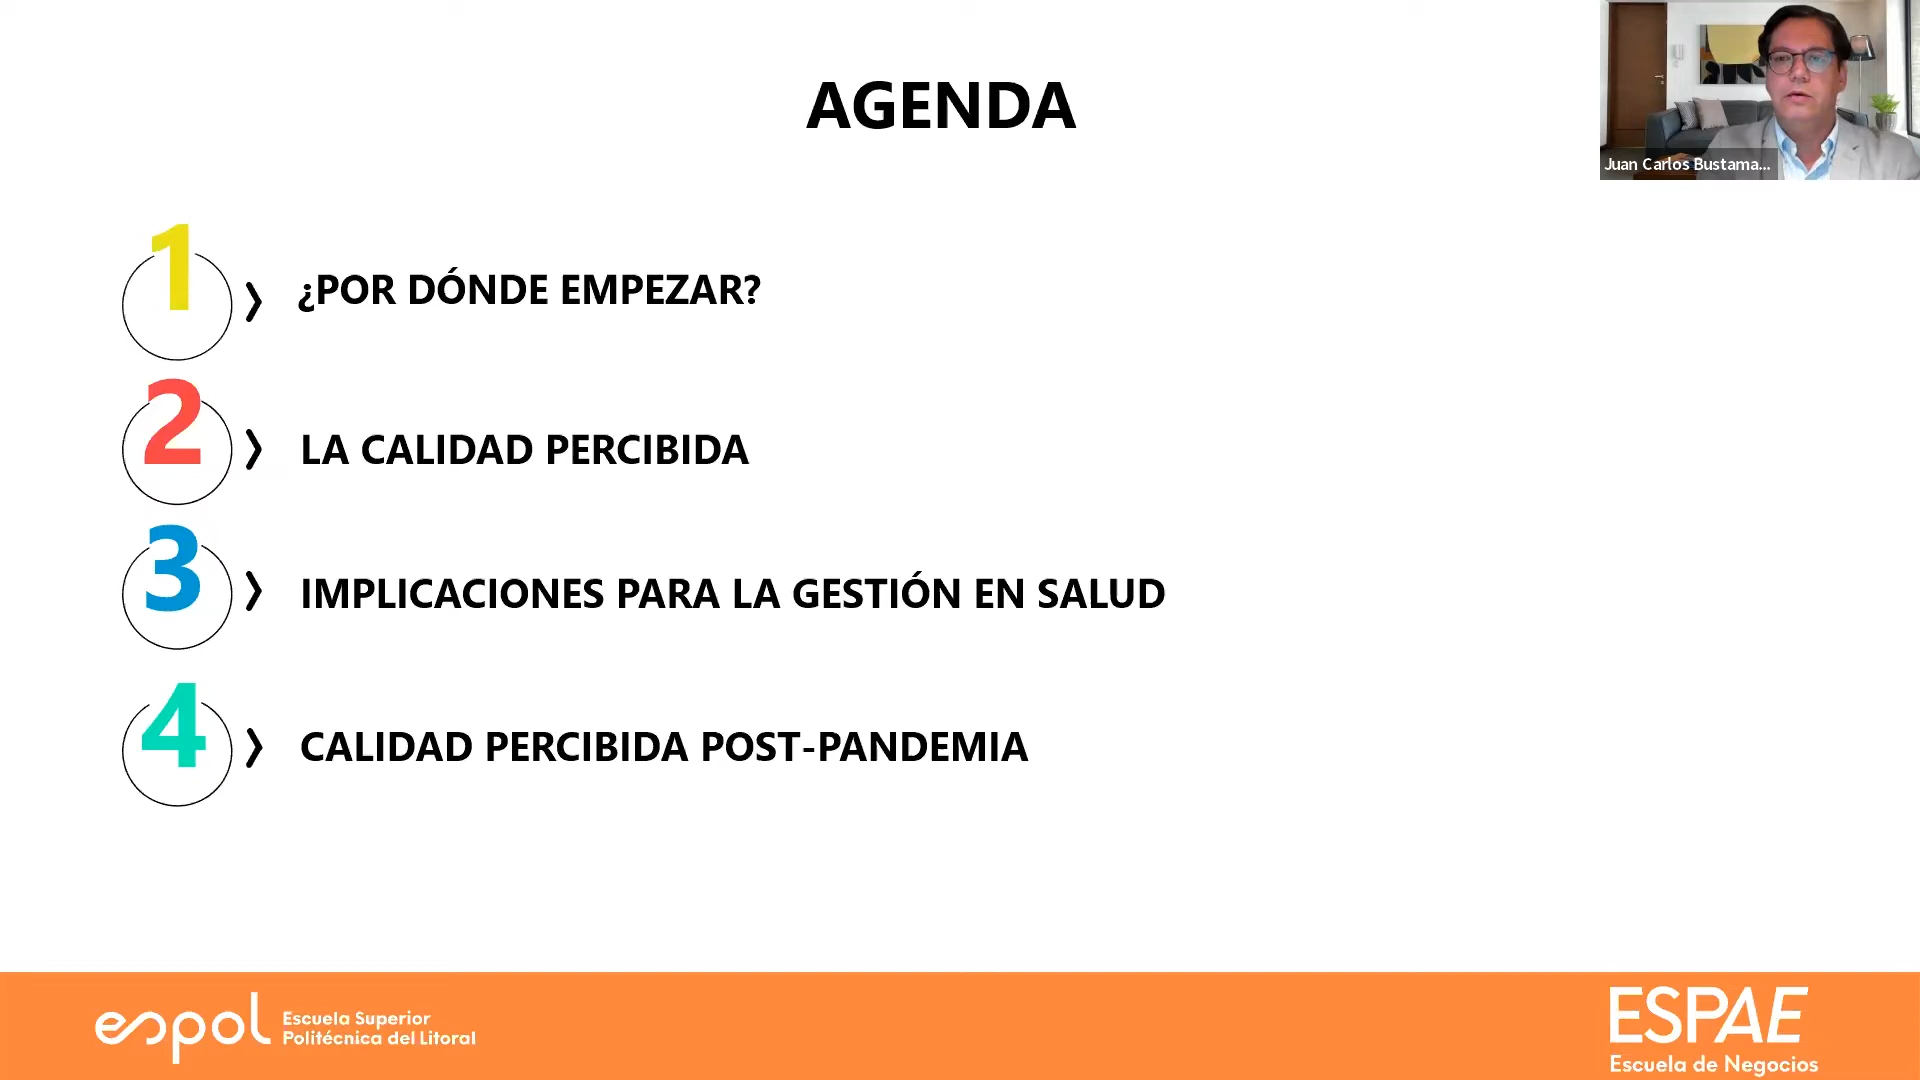 AGENDA
Juan Carlos Bustama...
1
¿POR DÓNDE EMPEZAR?
2
LA CALIDAD PERCIBIDA
3
IMPLICACIONES PARA LA GESTIÓN EN SALUD
4
CALIDAD PERCIBIDA POST-PANDEMIA
espol
Escuela Superior
Politécnica del Litoral
ESPAE
Escuela de Negocios